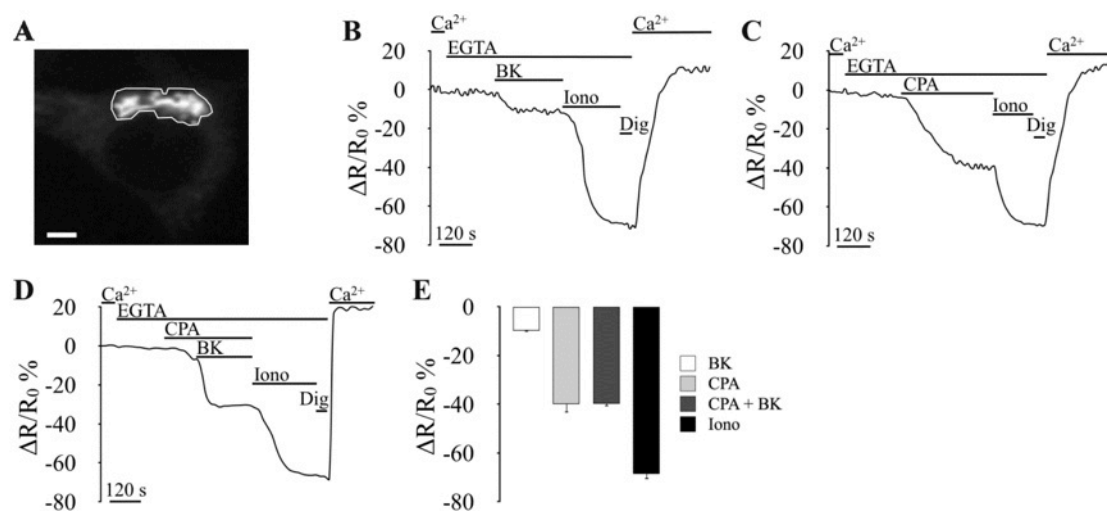 A
B
Ca²⁺
Ca²⁺
EGTA
BK
Iono
Dig
20
0
-20
-40
-60
-80
ΔR/R₀ %
120 s
C
Ca²⁺
Ca²⁺
EGTA
CPA
Iono
Dig
20
0
-20
-40
-60
-80
ΔR/R₀ %
120 s
D
Ca²⁺
Ca²⁺
EGTA
CPA
BK
Iono
Dig
20
0
-20
-40
-60
-80
ΔR/R₀ %
120 s
E
0
-20
-40
-60
-80
ΔR/R₀ %
BK
CPA
CPA + BK
Iono